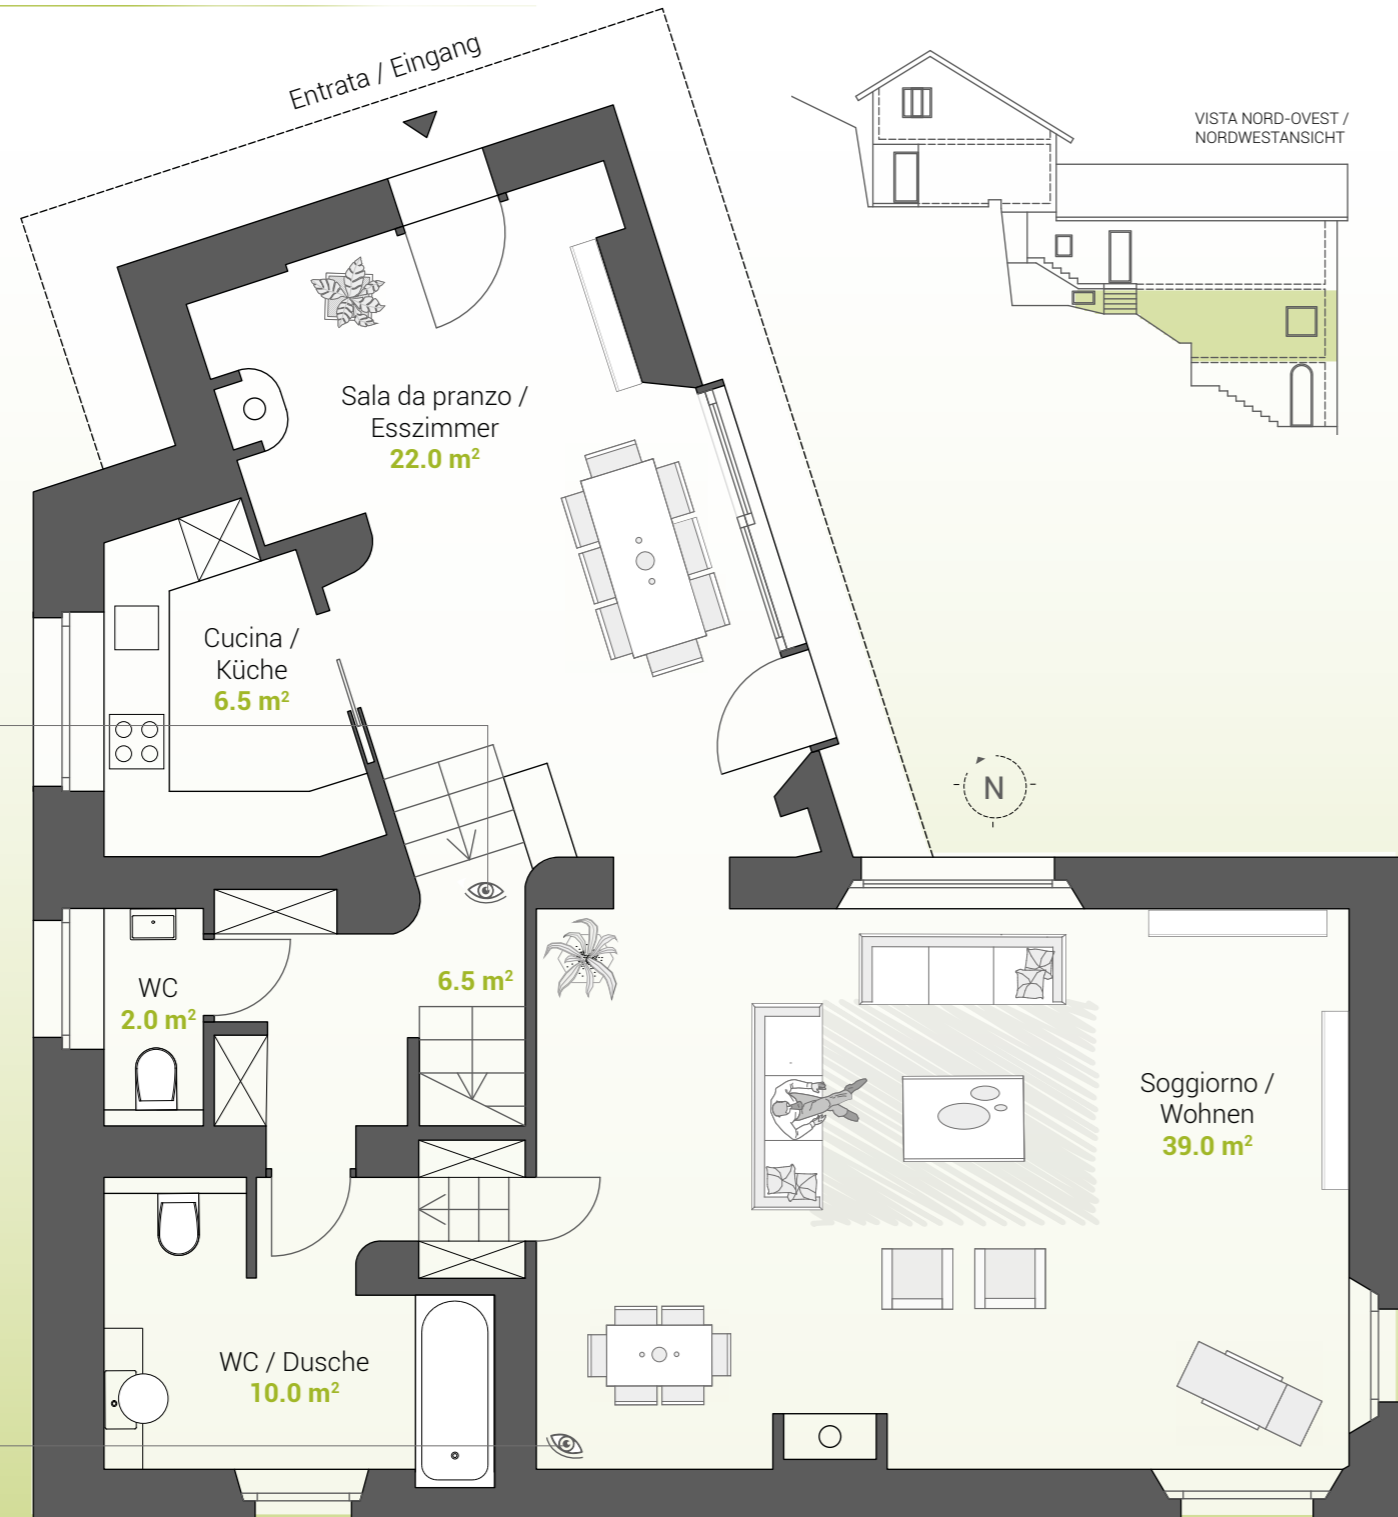 Entrata / Eingang
VISTA NORD-OVEST /
NORDWESTANSICHT
Sala da pranzo /
Esszimmer
22.0 m²
Cucina /
Küche
6.5 m²
N
WC
2.0 m²
6.5 m²
Soggiorno /
Wohnen
39.0 m²
WC / Dusche
10.0 m²